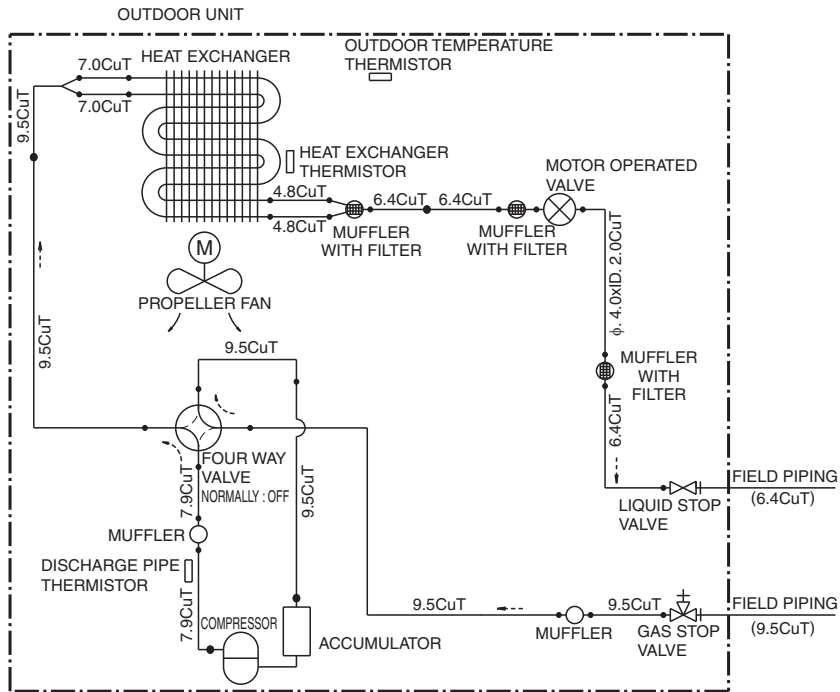 OUTDOOR UNIT
HEAT EXCHANGER
OUTDOOR TEMPERATURE
THERMISTOR
7.0CuT
7.0CuT
9.5CuT
HEAT EXCHANGER
THERMISTOR
MOTOR OPERATED
VALVE
4.8CuT
4.8CuT
6.4CuT
6.4CuT
MUFFLER
WITH FILTER
MUFFLER
WITH FILTER
M
PROPELLER FAN
ϕ. 4.0xID. 2.0CuT
9.5CuT
9.5CuT
MUFFLER
WITH
FILTER
6.4CuT
FOUR WAY
VALVE
NORMALLY : OFF
7.9CuT
9.5CuT
FIELD PIPING
(6.4CuT)
LIQUID STOP
VALVE
MUFFLER
DISCHARGE PIPE
THERMISTOR
7.9CuT
COMPRESSOR
ACCUMULATOR
9.5CuT
9.5CuT
MUFFLER
GAS STOP
VALVE
FIELD PIPING
(9.5CuT)